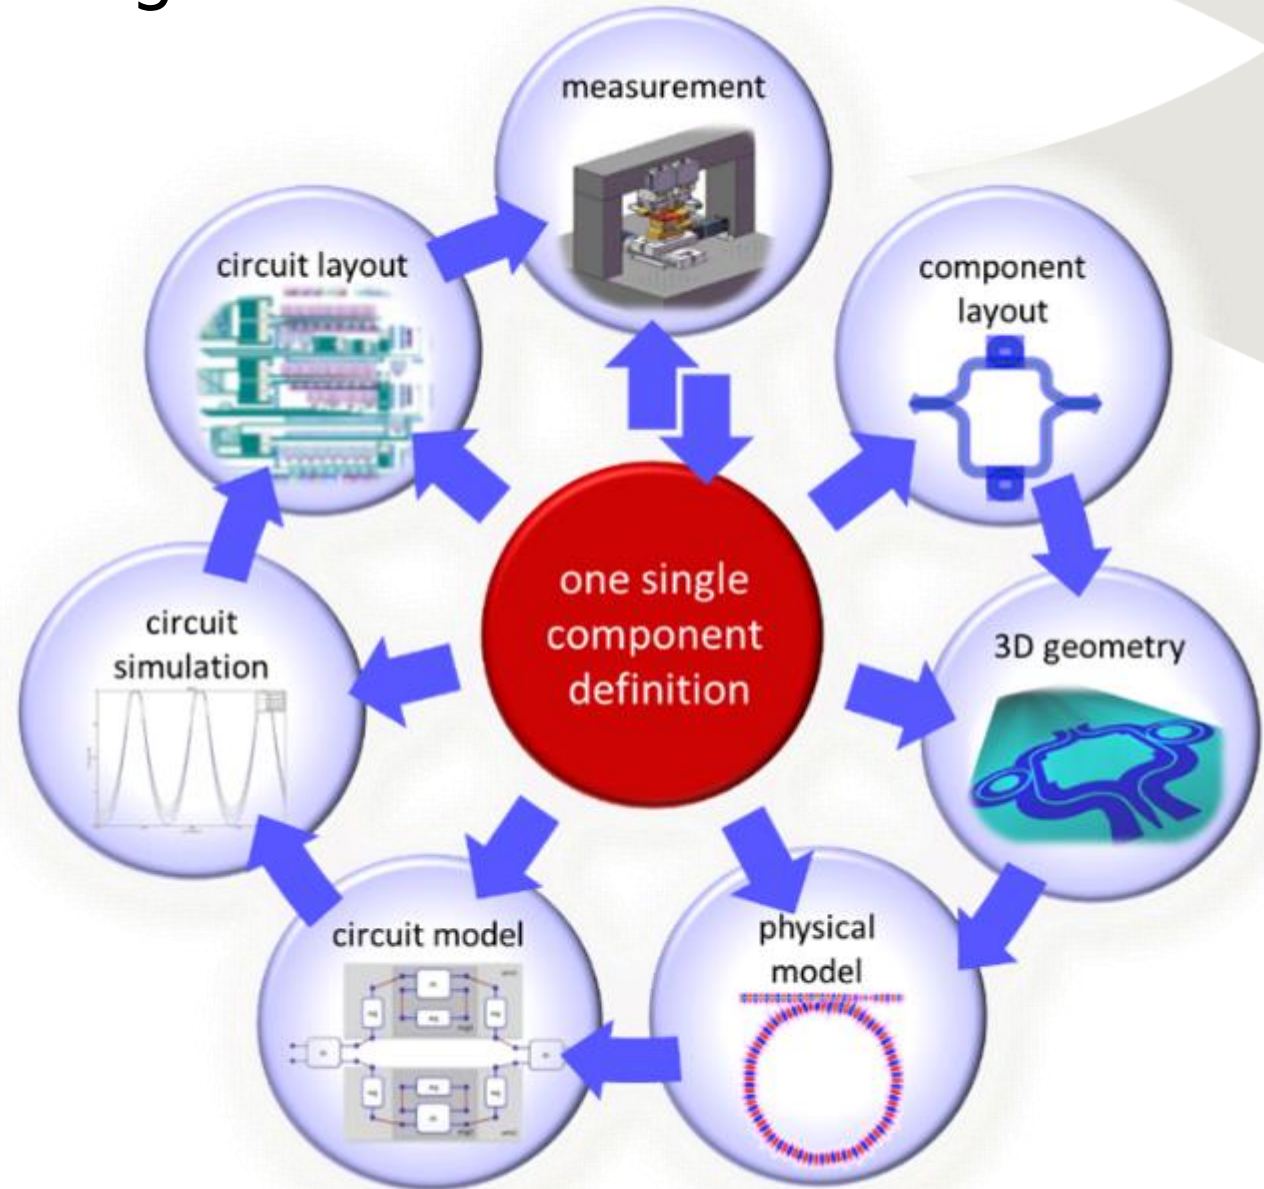 measurement
circuit layout
component
layout
one single
component
definition
circuit
simulation
3D geometry
circuit model
physical
model